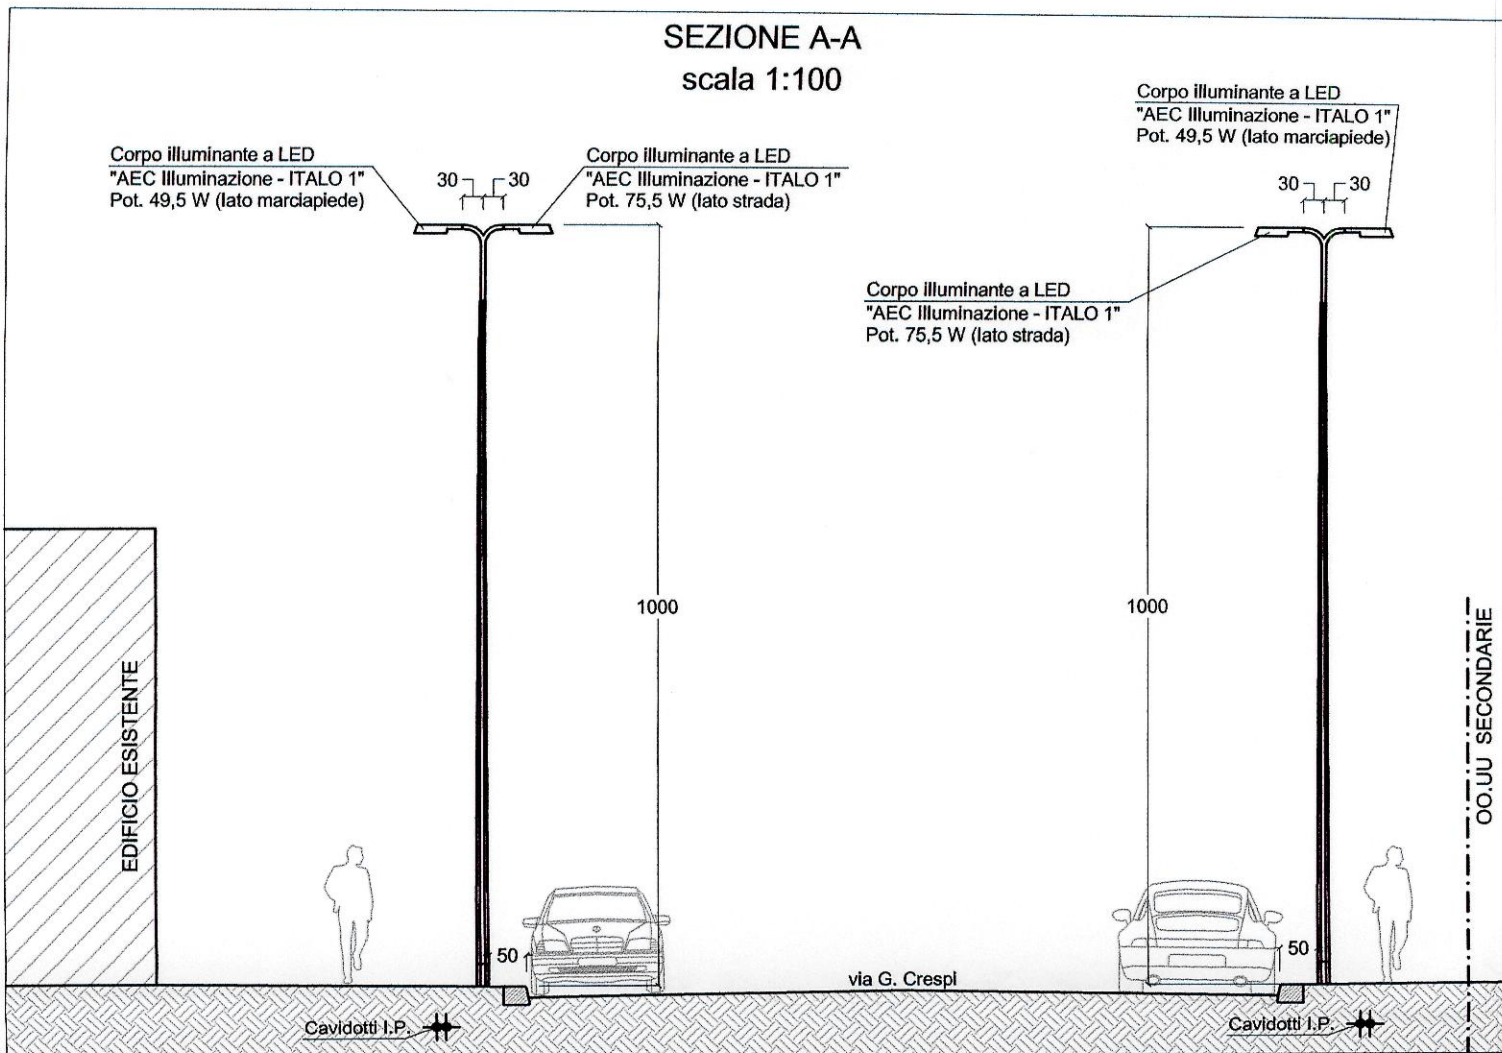 SEZIONE A-A
scala 1:100
Corpo illuminante a LED
"AEC Illuminazione - ITALO 1"
Pot. 49,5 W (lato marciapiede)
30
30
Corpo illuminante a LED
"AEC Illuminazione - ITALO 1"
Pot. 75,5 W (lato strada)
Corpo illuminante a LED
"AEC Illuminazione - ITALO 1"
Pot. 49,5 W (lato marciapiede)
30
30
Corpo illuminante a LED
"AEC Illuminazione - ITALO 1"
Pot. 75,5 W (lato strada)
1000
1000
EDIFICIO ESISTENTE
OO.UU SECONDARIE
50
50
via G. Crespi
Cavidotti I.P.
Cavidotti I.P.